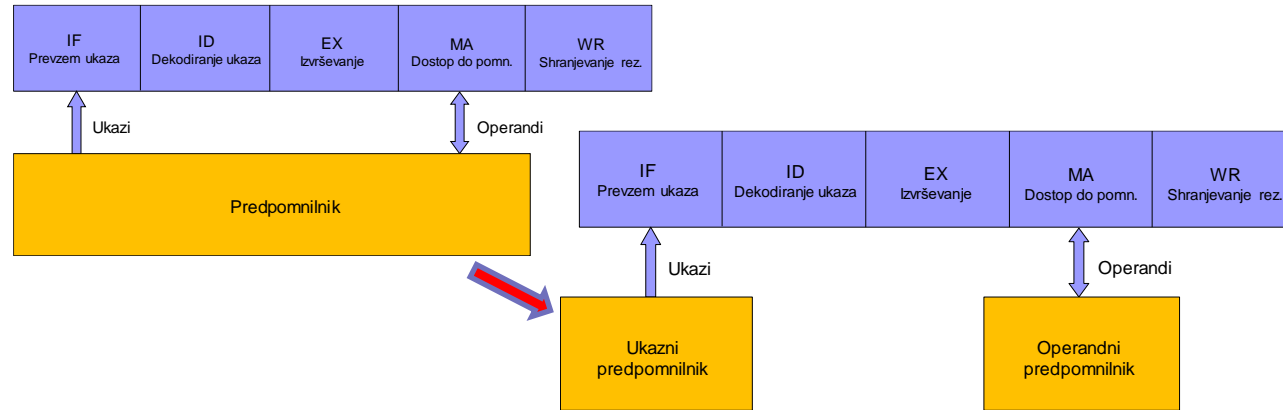 IF
Prevzem ukaza
ID
Dekodiranje ukaza
EX
Izvrševanje
MA
Dostop do pomn.
WR
Shranjevanje rez.
Ukazi
Operandi
Predpomnilnik
IF
Prevzem ukaza
ID
Dekodiranje ukaza
EX
Izvrševanje
MA
Dostop do pomn.
WR
Shranjevanje rez.
Ukazi
Operandi
Ukazni
predpomnilnik
Operandni
predpomnilnik